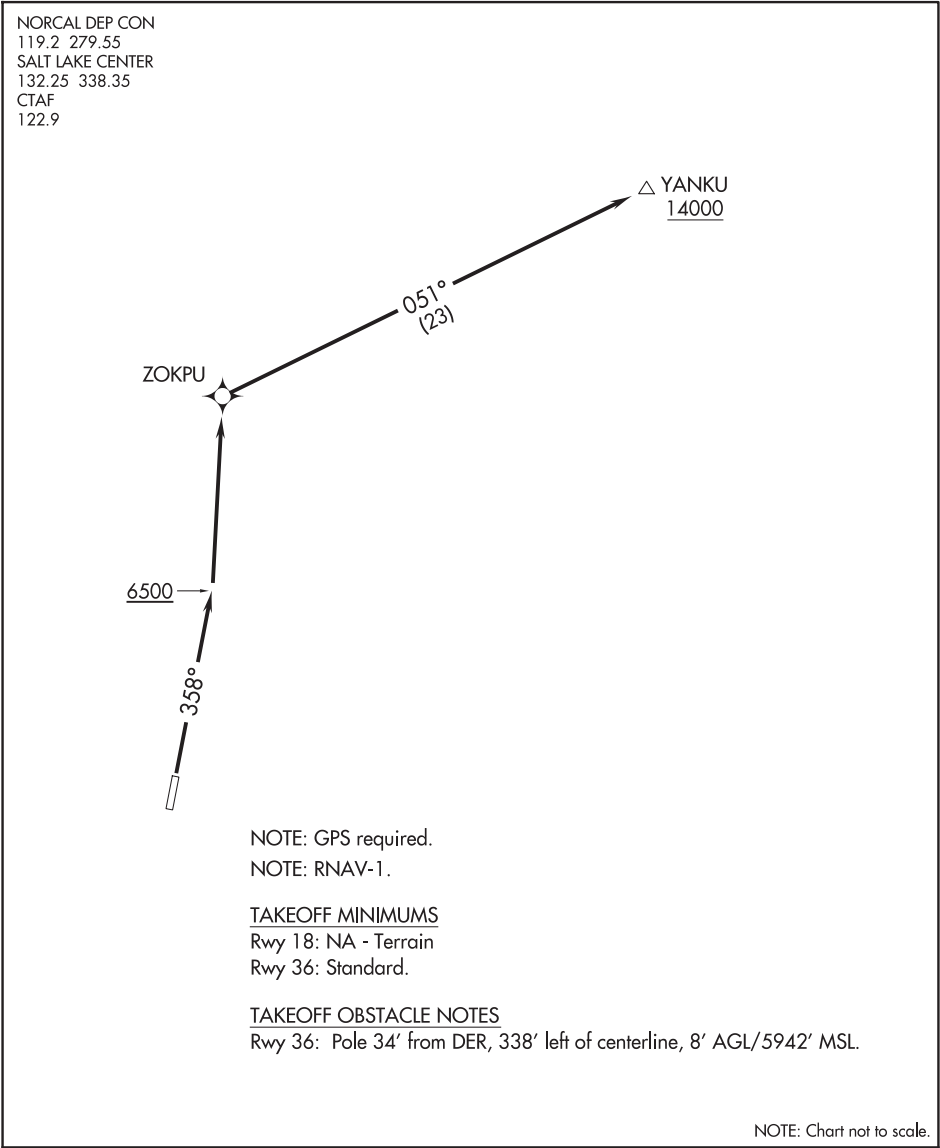 NORCAL DEP CON
119.2 279.55
SALT LAKE CENTER
132.25 338.35
CTAF
122.9
YANKU
14000
051°
(23)
ZOKPU
6500
358°
NOTE: GPS required.
NOTE: RNAV-1.
TAKEOFF MINIMUMS
Rwy 18: NA - Terrain
Rwy 36: Standard.
TAKEOFF OBSTACLE NOTES
Rwy 36: Pole 34' from DER, 338' left of centerline, 8' AGL/5942' MSL.
NOTE: Chart not to scale.